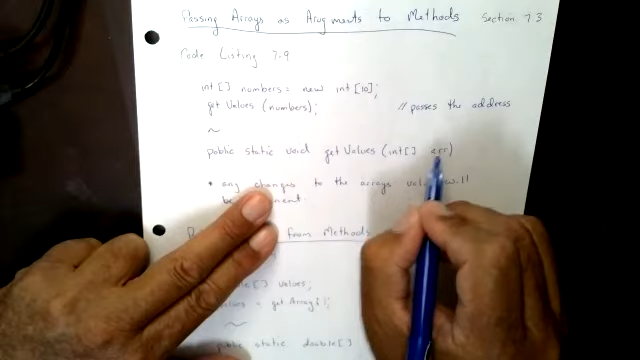 Passing Arrays as Arugments to Methods Section 7.3
Code Listing 7.9
int[] numbers = new int[10];
getValues (numbers); // passes the address
~
public static void getValues (int[] arr)
* any changes to the arrays will
be
from Methods
[] values;
= getArray();
~
public static double[]